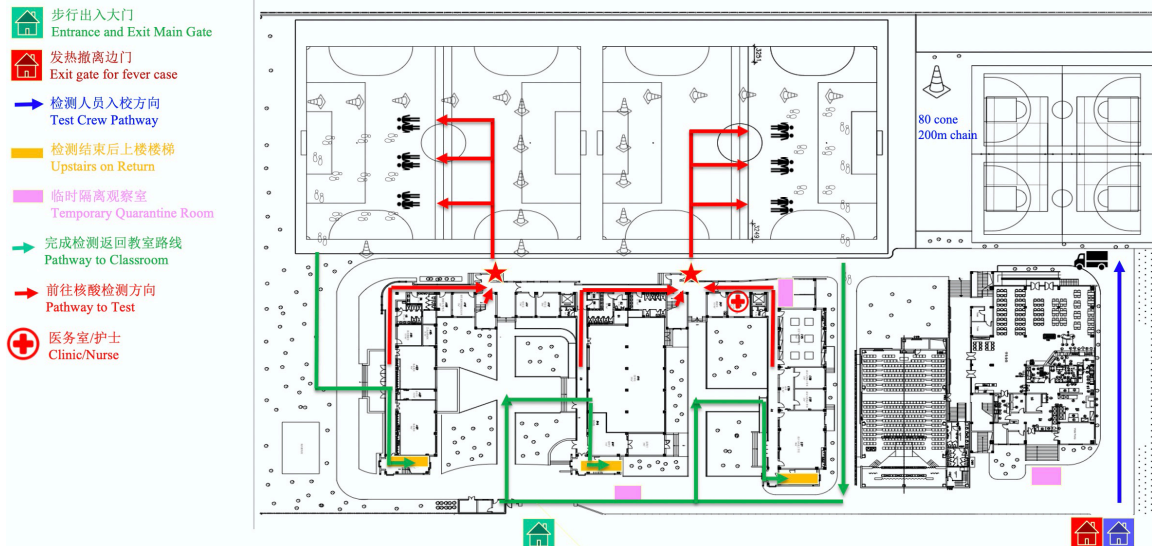 步行出入大门
Entrance and Exit Main Gate
发热撤离边门
Exit gate for fever case
检测人员入校方向
Test Crew Pathway
检测结束后上楼楼梯
Upstairs on Return
临时隔离观察室
Temporary Quarantine Room
完成检测返回教室路线
Pathway to Classroom
前往核酸检测方向
Pathway to Test
医务室/护士
Clinic/Nurse
3251
80 cone
200m chain
3249